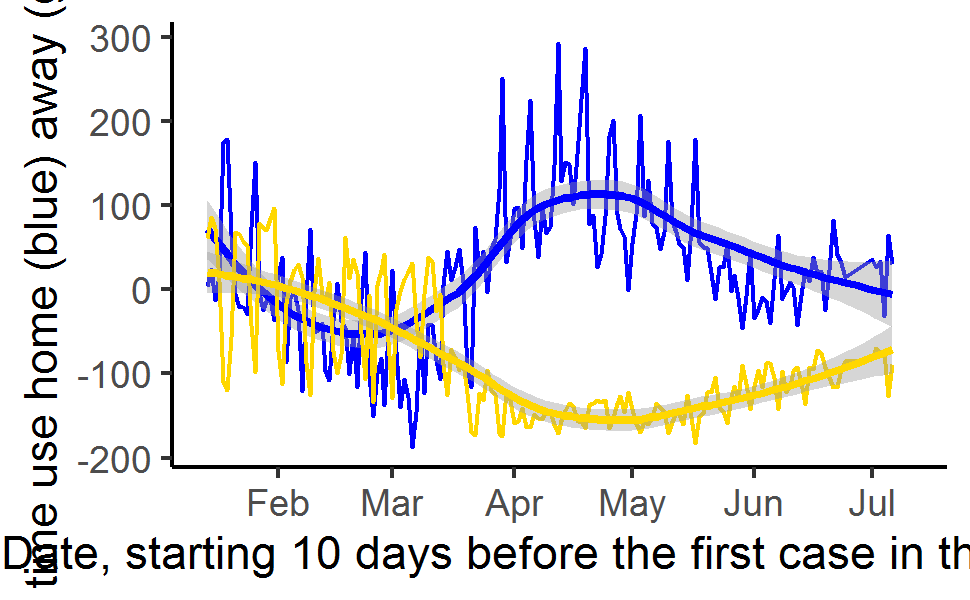 time use home (blue) away (
300
200
100
0
-100
-200
Feb Mar Apr May Jun Jul
Date, starting 10 days before the first case in th